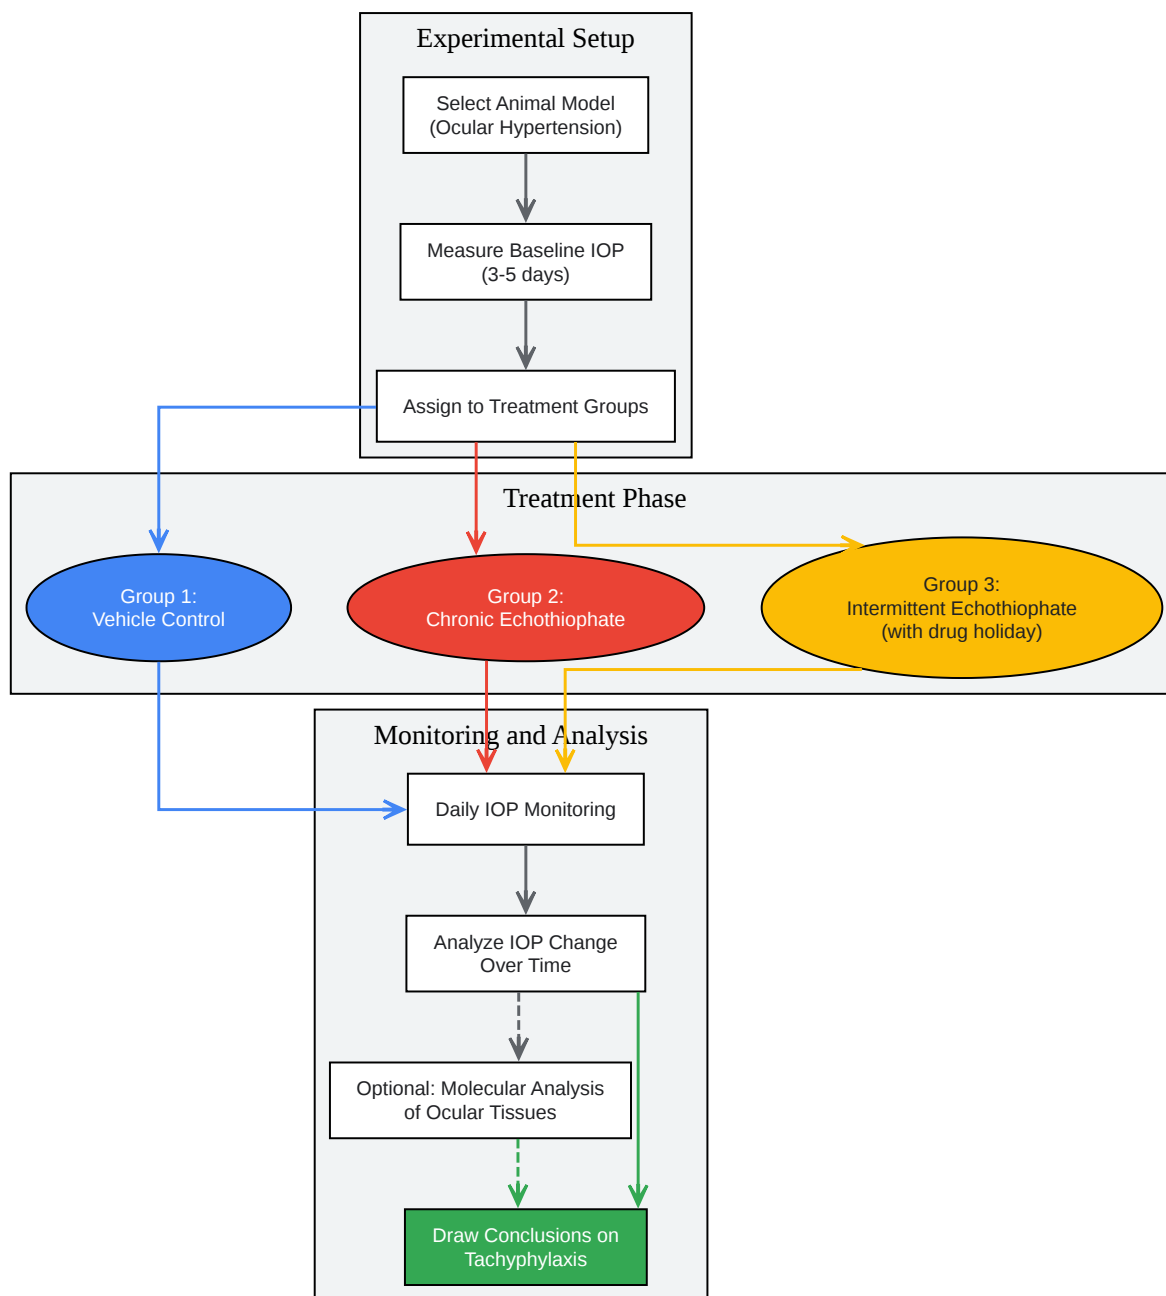 Experimental Setup
Select Animal Model
(Ocular Hypertension)
Measure Baseline IOP
(3-5 days)
Assign to Treatment Groups
Treatment Phase
Group 1:
Vehicle Control
Group 2:
Chronic Echothiophate
Group 3:
Intermittent Echothiophate
(with drug holiday)
Monitoring and Analysis
Daily IOP Monitoring
Analyze IOP Change
Over Time
Optional: Molecular Analysis
of Ocular Tissues
Draw Conclusions on
Tachyphylaxis